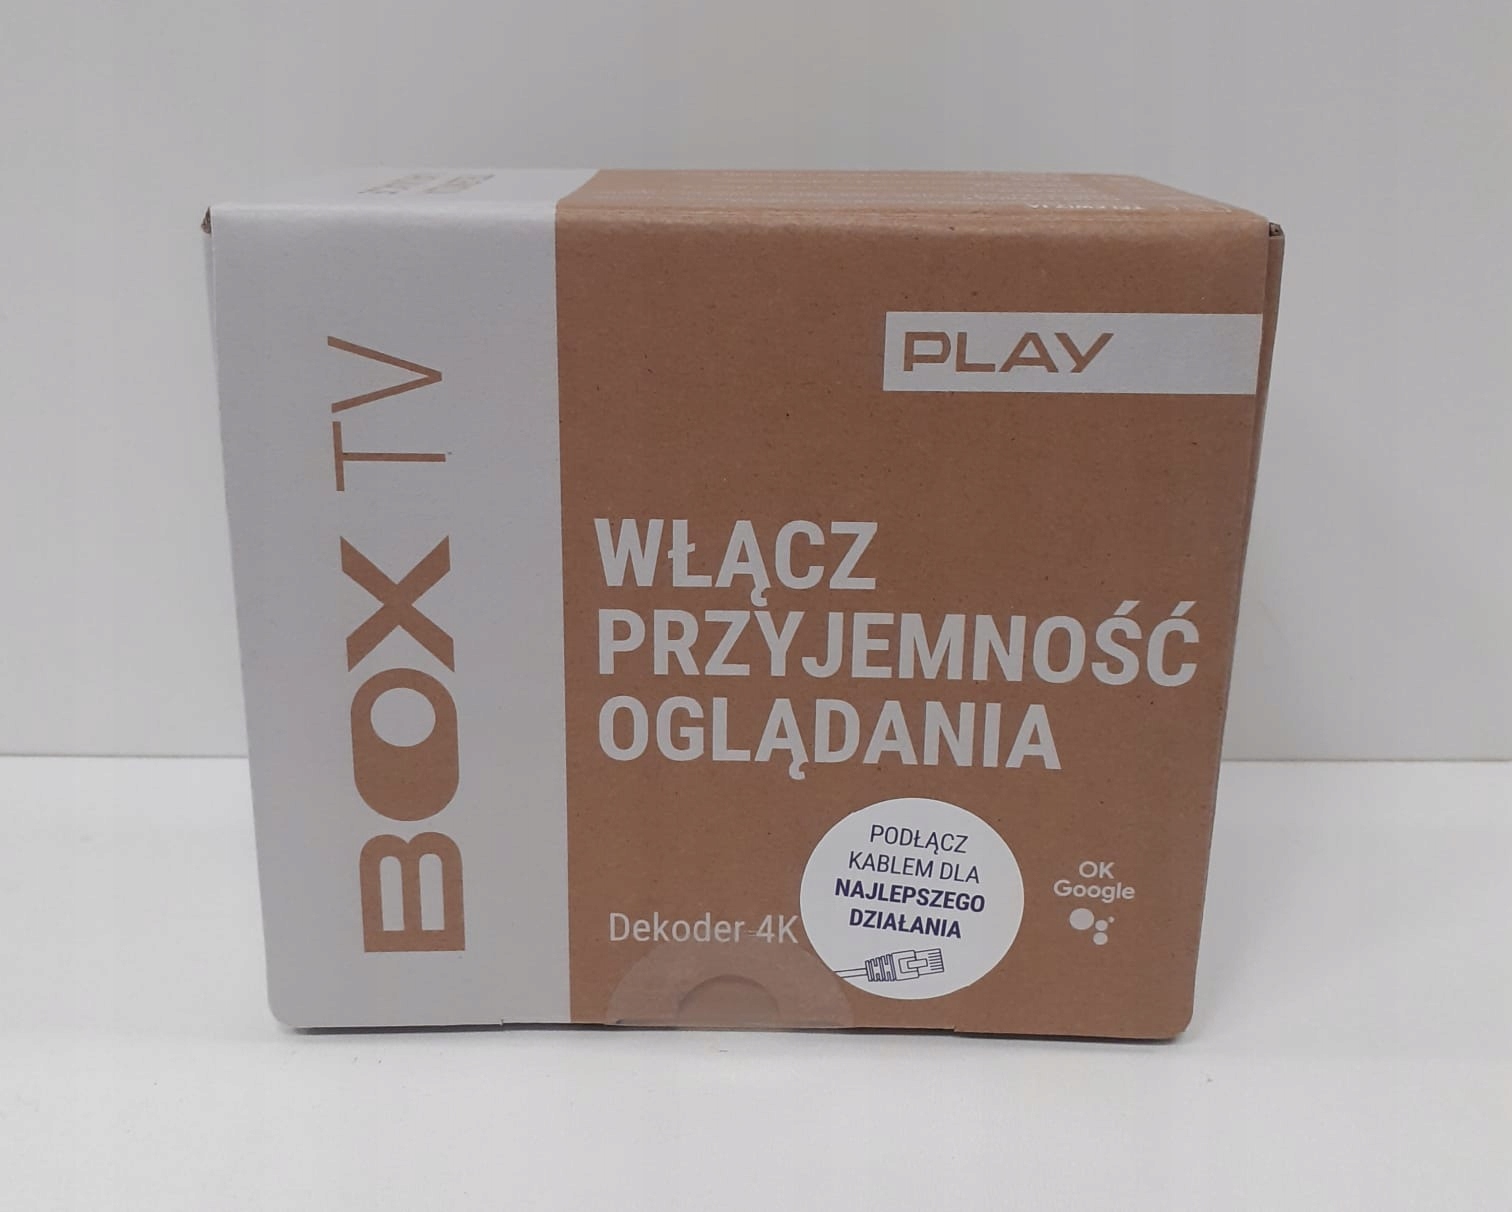 BOX TV
PLAY
WŁĄCZ
PRZYJEMNOŚĆ
OGLĄDANIA
Dekoder 4K
PODŁĄCZ
KABLEM DLA
NAJLEPSZEGO
DZIAŁANIA
OK
Google